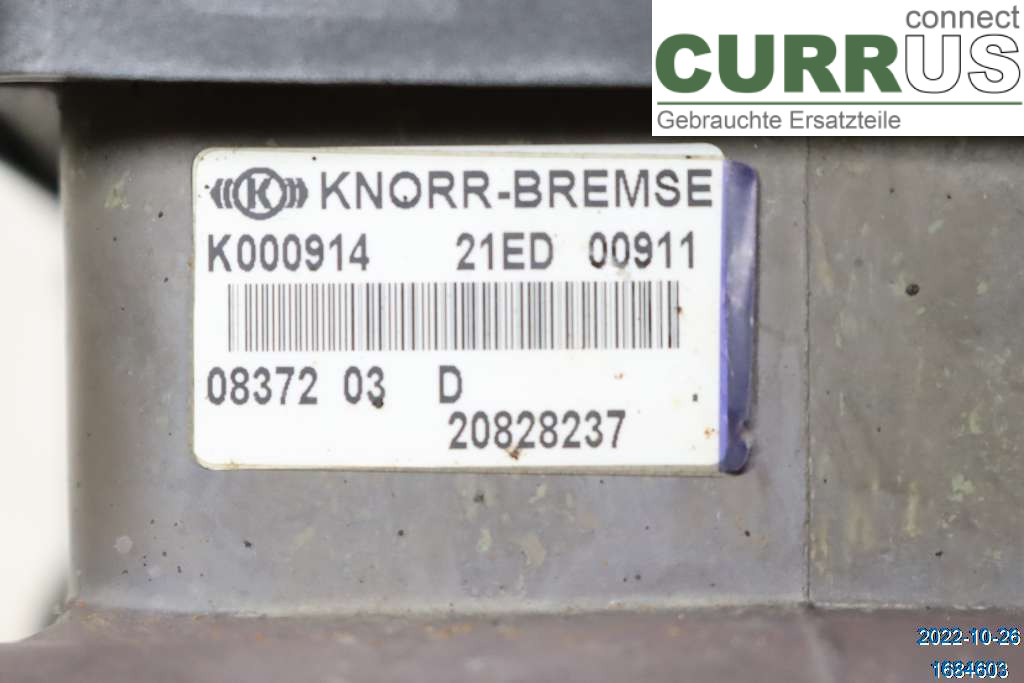 connect
CURRUS
Gebrauchte Ersatzteile
K KNORR-BREMSE
K000914 21ED 00911
08372 03 D
20828237
2022-10-26
1684603